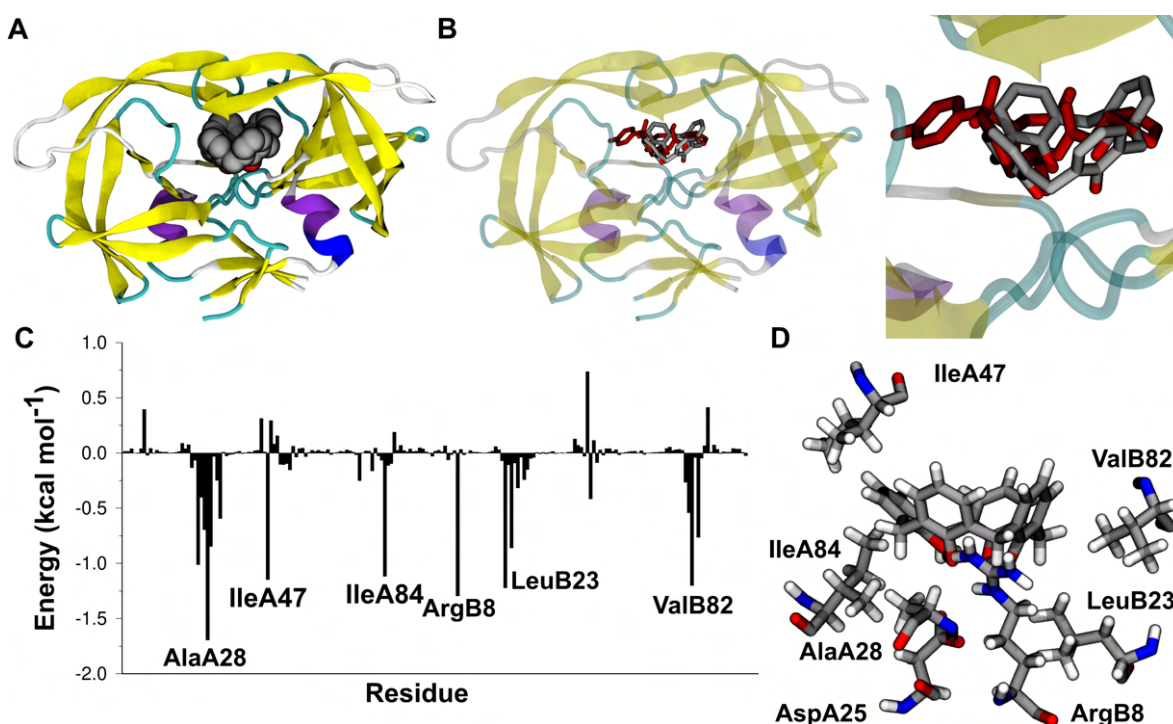 A
B
C
Energy (kcal mol⁻¹)
1.0
0.5
0.0
-0.5
-1.0
-1.5
-2.0
AlaA28
IleA47
IleA84
ArgB8
LeuB23
ValB82
Residue
D
IleA47
ValB82
IleA84
LeuB23
AlaA28
AspA25
ArgB8